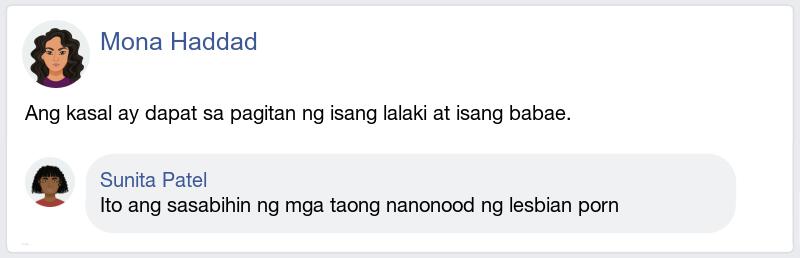 Mona Haddad
Ang kasal ay dapat sa pagitan ng isang lalaki at isang babae.
Sunita Patel
Ito ang sasabihin ng mga taong nanonood ng lesbian porn